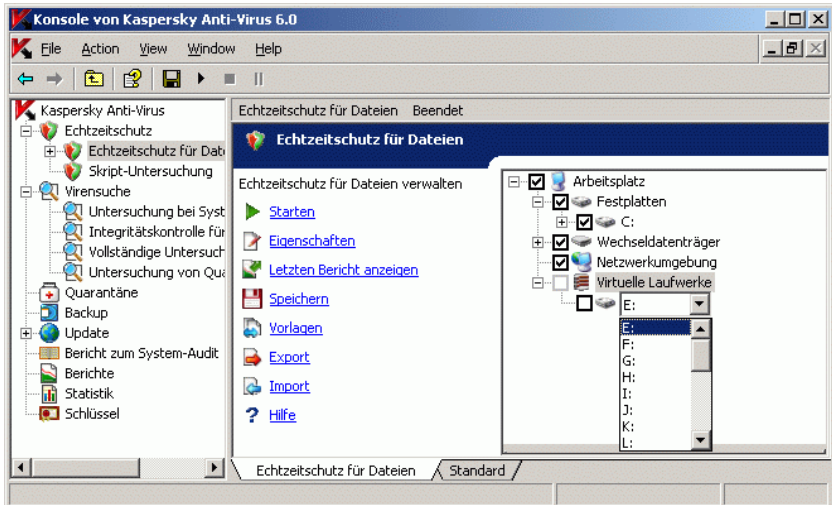 Konsole von Kaspersky Anti-Virus 6.0
File Action View Window Help
Kaspersky Anti-Virus
Echtzeitschutz
Echtzeitschutz für Date
Skript-Untersuchung
Virensuche
Untersuchung bei Syst
Integritätskontrolle für
Vollständige Untersuch
Untersuchung von Qua
Quarantäne
Backup
Update
Bericht zum System-Audit
Berichte
Statistik
Schlüssel
Echtzeitschutz für Dateien Beendet
Echtzeitschutz für Dateien
Echtzeitschutz für Dateien verwalten
Starten
Eigenschaften
Letzten Bericht anzeigen
Speichern
Vorlagen
Export
Import
Hilfe
Arbeitsplatz
Festplatten
C:
Wechseldatenträger
Netzwerkumgebung
Virtuelle Laufwerke
E:
E:
F:
G:
H:
I:
J:
K:
L:
Echtzeitschutz für Dateien Standard